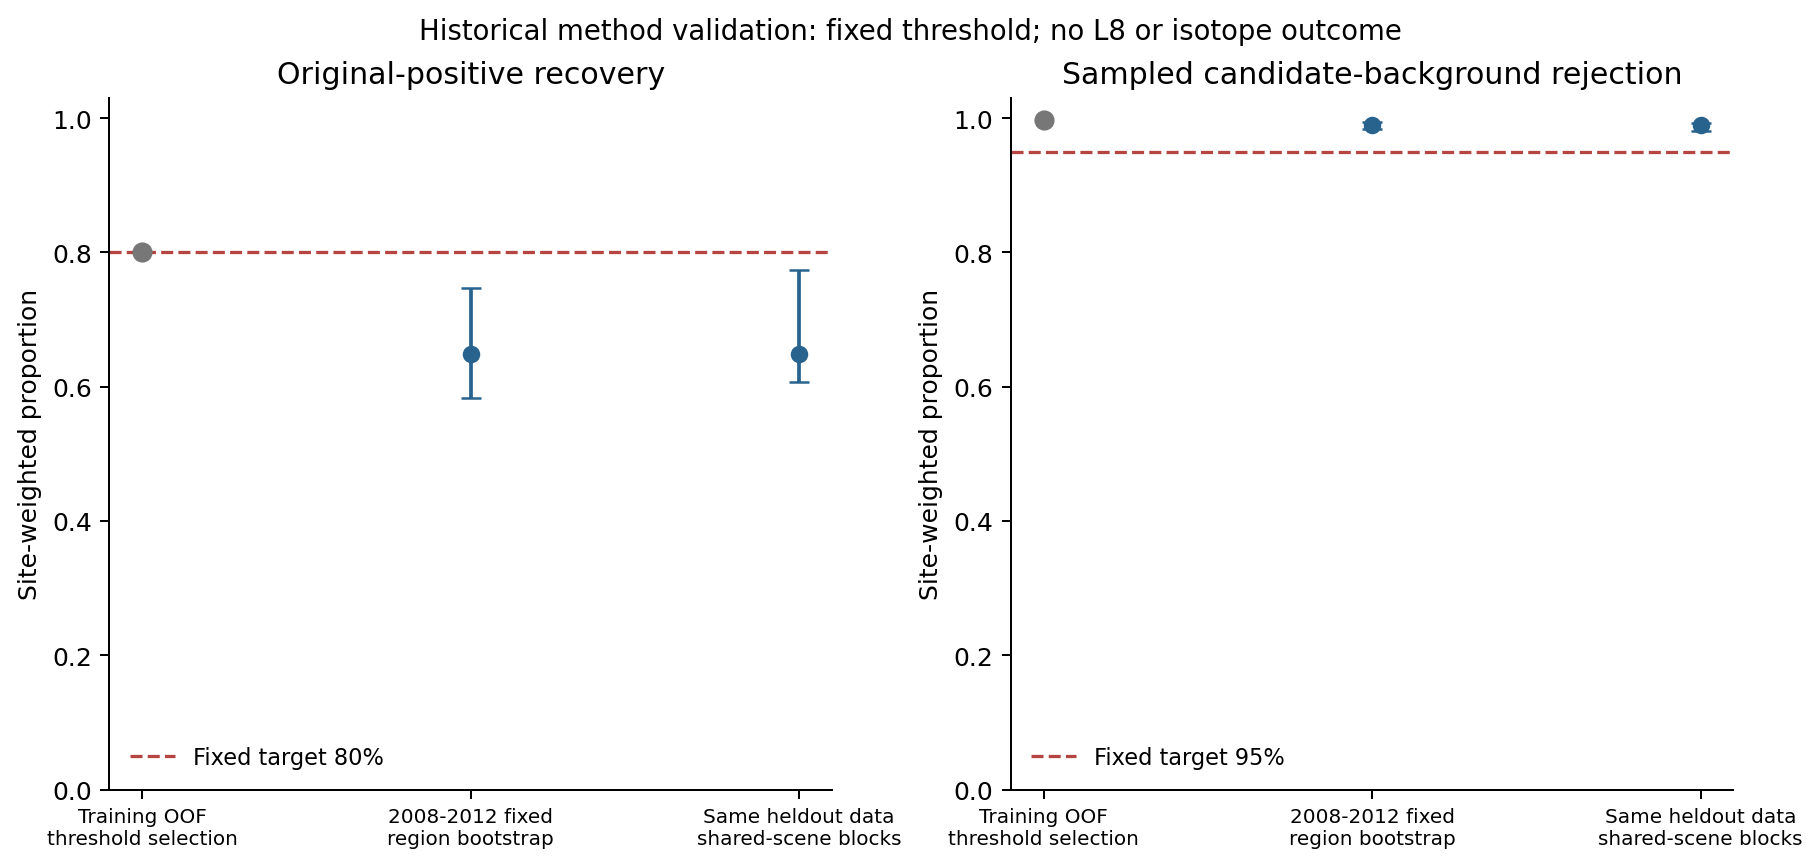 Historical method validation: fixed threshold; no L8 or isotope outcome
Original-positive recovery
Site-weighted proportion
1.0
0.8
0.6
0.4
0.2
0.0
Fixed target 80%
Training OOF
threshold selection
2008-2012 fixed
region bootstrap
Same heldout data
shared-scene blocks
Sampled candidate-background rejection
Site-weighted proportion
1.0
0.8
0.6
0.4
0.2
0.0
Fixed target 95%
Training OOF
threshold selection
2008-2012 fixed
region bootstrap
Same heldout data
shared-scene blocks